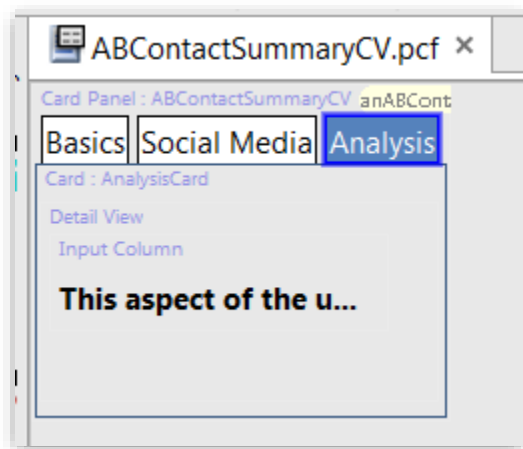 ABContactSummaryCV.pcf ×
Card Panel : ABContactSummaryCV anABCont
Basics Social Media Analysis
Card : AnalysisCard
Detail View
Input Column
This aspect of the u...